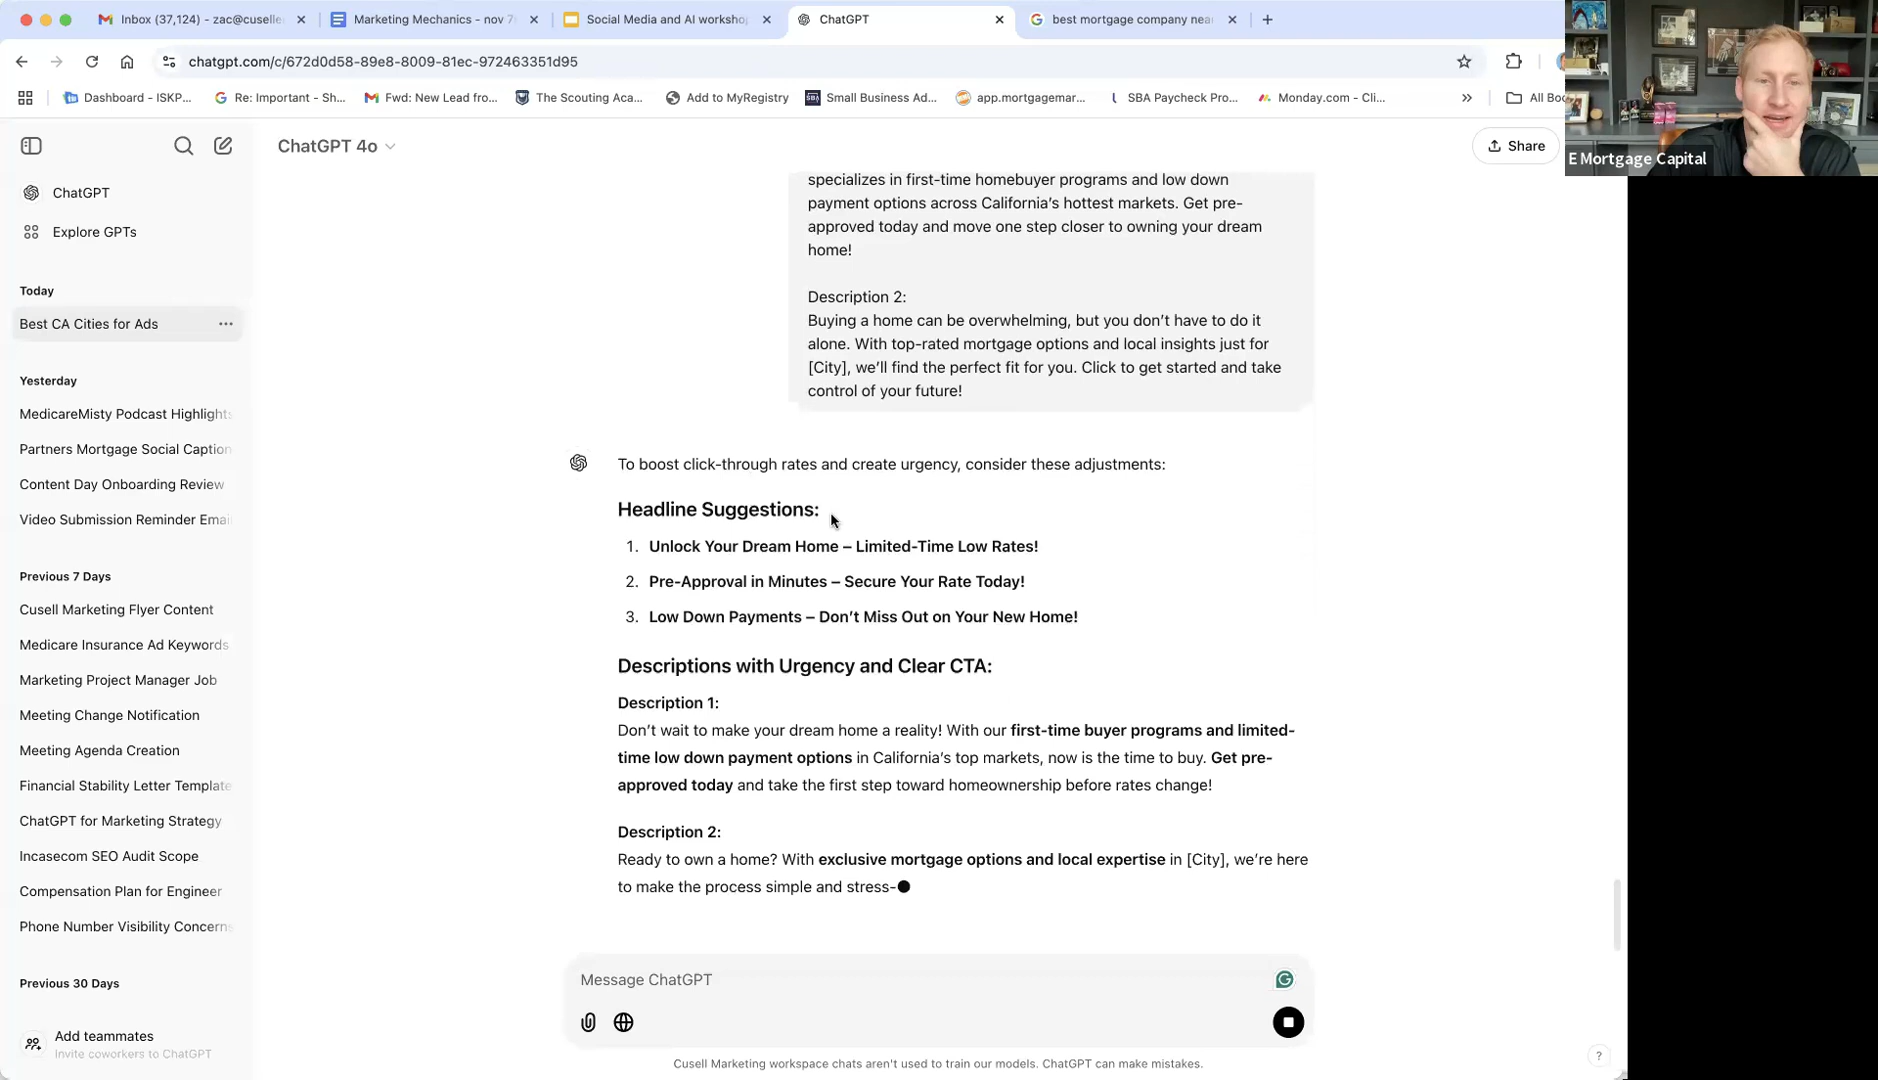 Inbox (37,124) - zac@cuselle
Marketing Mechanics - nov 7
Social Media and AI workshop
ChatGPT
best mortgage company nea
chatgpt.com/c/672d0d58-89e8-8009-81ec-972463351d95
Dashboard - ISKP...
Re: Important - Sh...
Fwd: New Lead fro...
The Scouting Aca...
Add to MyRegistry
SBA
Small Business Ad...
app.mortgagemar...
SBA Paycheck Pro...
Monday.com - Cli...
All Boo
E Mortgage Capital
ChatGPT 4o
Share
ChatGPT
Explore GPTs
Today
Best CA Cities for Ads
Yesterday
MedicareMisty Podcast Highlights
Partners Mortgage Social Caption
Content Day Onboarding Review
Video Submission Reminder Emai
Previous 7 Days
Cusell Marketing Flyer Content
Medicare Insurance Ad Keywords
Marketing Project Manager Job
Meeting Change Notification
Meeting Agenda Creation
Financial Stability Letter Template
ChatGPT for Marketing Strategy
Incasecom SEO Audit Scope
Compensation Plan for Engineer
Phone Number Visibility Concerns
Previous 30 Days
Add teammates
Invite coworkers to ChatGPT
specializes in first-time homebuyer programs and low down
payment options across California's hottest markets. Get pre-
approved today and move one step closer to owning your dream
home!
Description 2:
Buying a home can be overwhelming, but you don't have to do it
alone. With top-rated mortgage options and local insights just for
[City], we'll find the perfect fit for you. Click to get started and take
control of your future!
To boost click-through rates and create urgency, consider these adjustments:
Headline Suggestions:
1. Unlock Your Dream Home – Limited-Time Low Rates!
2. Pre-Approval in Minutes – Secure Your Rate Today!
3. Low Down Payments – Don't Miss Out on Your New Home!
Descriptions with Urgency and Clear CTA:
Description 1:
Don't wait to make your dream home a reality! With our first-time buyer programs and limited-
time low down payment options in California's top markets, now is the time to buy. Get pre-
approved today and take the first step toward homeownership before rates change!
Description 2:
Ready to own a home? With exclusive mortgage options and local expertise in [City], we're here
to make the process simple and stress-
Message ChatGPT
Cusell Marketing workspace chats aren't used to train our models. ChatGPT can make mistakes.
?